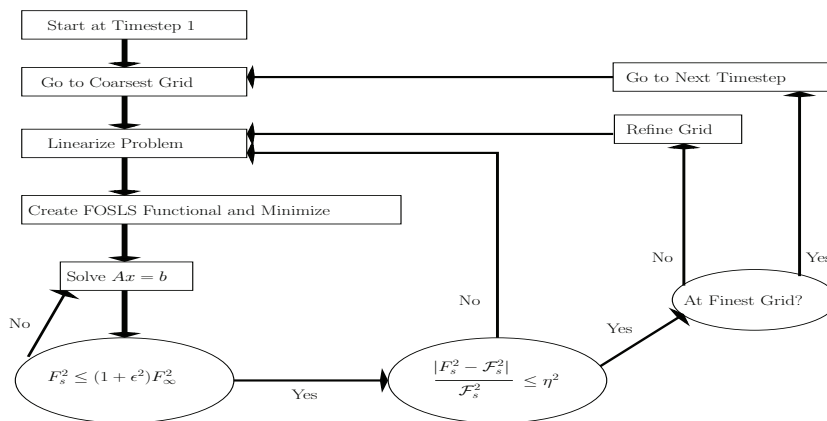 Start at Timestep 1
Go to Coarsest Grid
Go to Next Timestep
Linearize Problem
Refine Grid
Create FOSLS Functional and Minimize
Solve $Ax = b$
No
No
No
Yes
At Finest Grid?
Yes
$F_s^2 \leq (1 + \epsilon^2)F_\infty^2$
Yes
$\frac{|F_s^2 - \mathcal{F}_s^2|}{\mathcal{F}_s^2} \leq \eta^2$